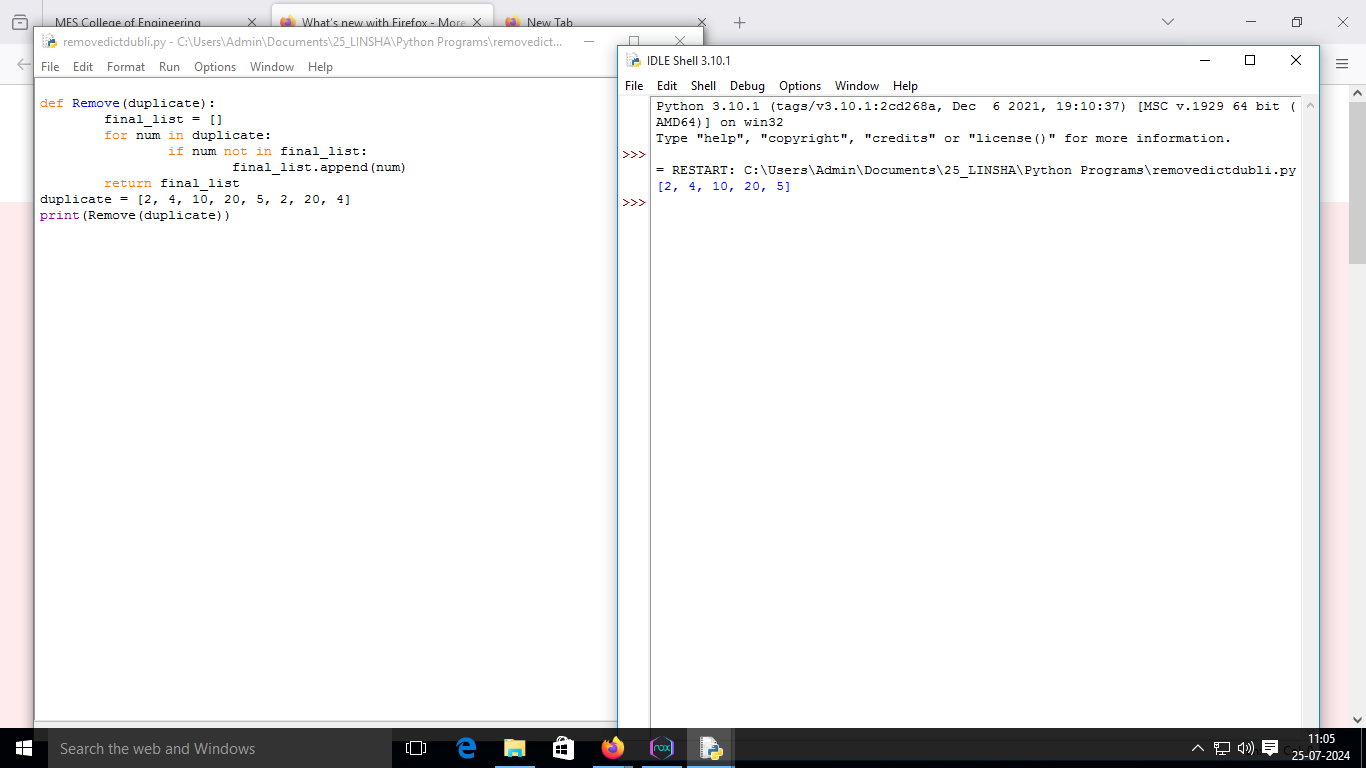 MES College of Engineering
What's new with Firefox - More
New Tab
removedictdubli.py - C:\Users\Admin\Documents\25_LINSHA\Python Programs\removedict...
File Edit Format Run Options Window Help
def Remove(duplicate):
        final_list = []
        for num in duplicate:
                if num not in final_list:
                        final_list.append(num)
        return final_list
duplicate = [2, 4, 10, 20, 5, 2, 20, 4]
print(Remove(duplicate))
IDLE Shell 3.10.1
File Edit Shell Debug Options Window Help
Python 3.10.1 (tags/v3.10.1:2cd268a, Dec  6 2021, 19:10:37) [MSC v.1929 64 bit (
AMD64)] on win32
Type "help", "copyright", "credits" or "license()" for more information.
>>>
= RESTART: C:\Users\Admin\Documents\25_LINSHA\Python Programs\removedictdubli.py
[2, 4, 10, 20, 5]
>>>
Search the web and Windows
nox
11:05
25-07-2024